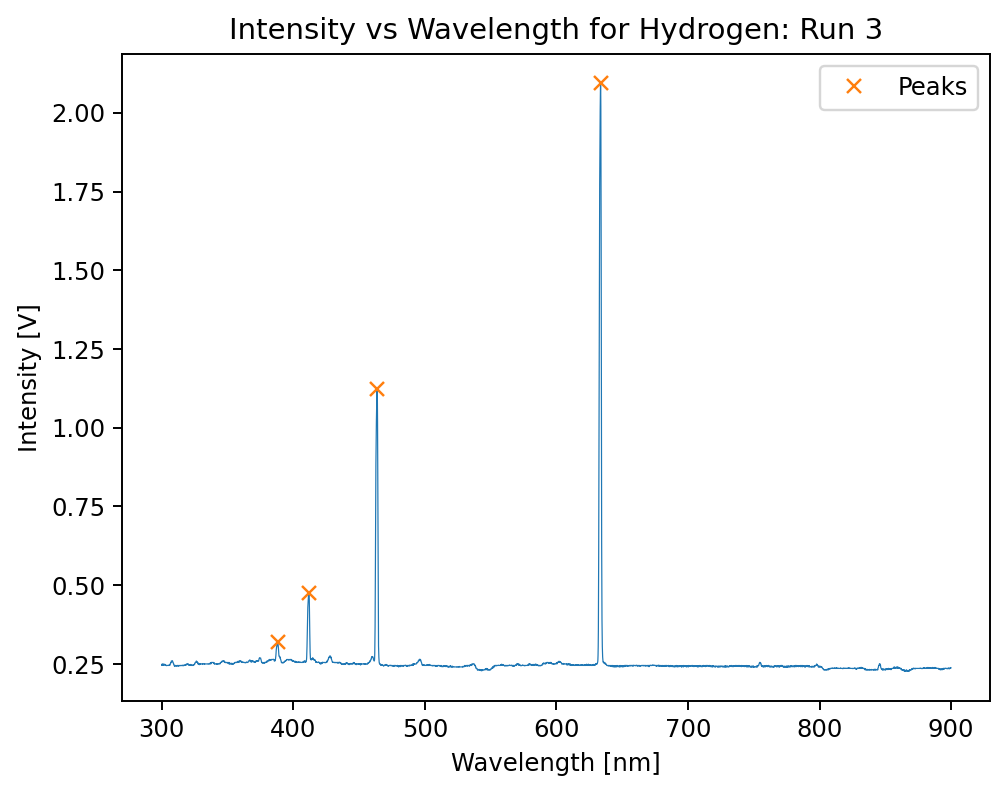 Intensity vs Wavelength for Hydrogen: Run 3
Peaks
2.00
1.75
1.50
1.25
1.00
0.75
0.50
0.25
Intensity [V]
300 400 500 600 700 800 900
Wavelength [nm]